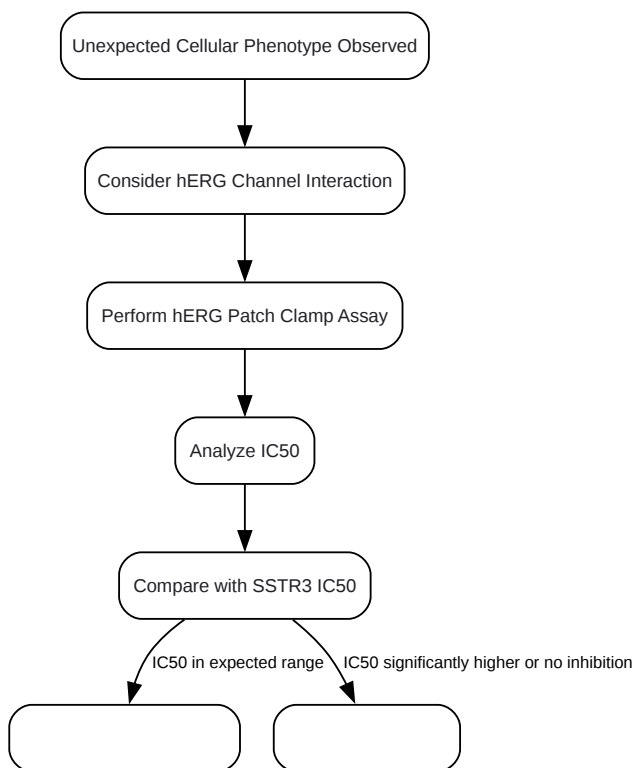 Unexpected Cellular Phenotype Observed
Consider hERG Channel Interaction
Perform hERG Patch Clamp Assay
Analyze IC50
Compare with SSTR3 IC50
IC50 in expected range
IC50 significantly higher or no inhibition